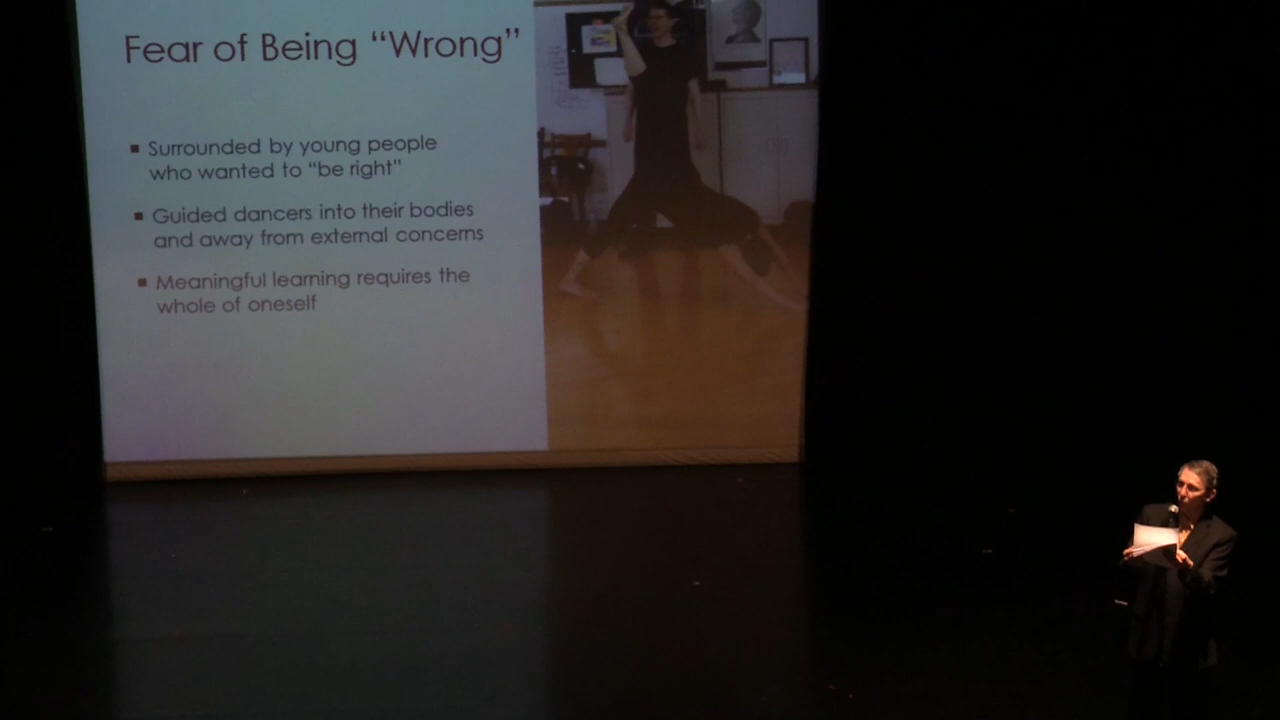 Fear of Being “Wrong”
▪ Surrounded by young people
who wanted to “be right”
▪ Guided dancers into their bodies
and away from external concerns
▪ Meaningful learning requires the
whole of oneself